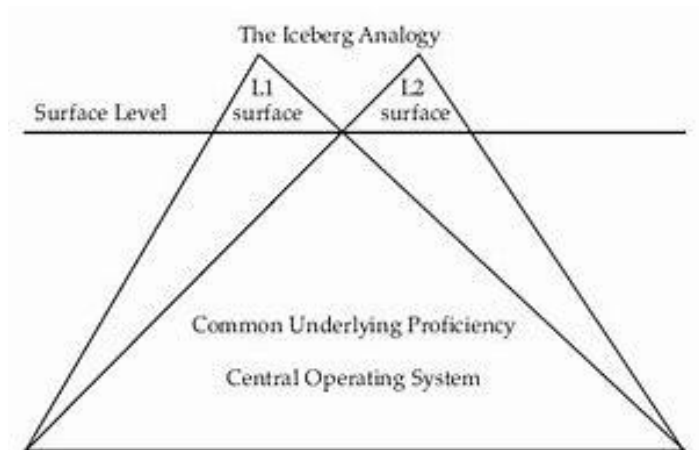 The Iceberg Analogy
L1
surface
L2
surface
Surface Level
Common Underlying Proficiency
Central Operating System